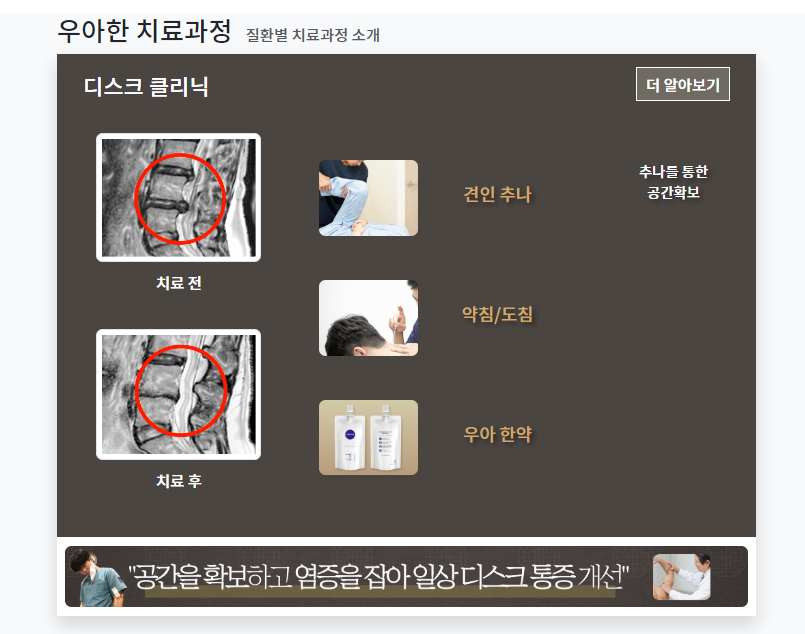 우아한 치료과정 질환별 치료과정 소개
디스크 클리닉
더 알아보기
치료 전
치료 후
견인 추나
약침/도침
우아 한약
추나를 통한
공간확보
"공간을 확보하고 염증을 잡아 일상 디스크 통증 개선"